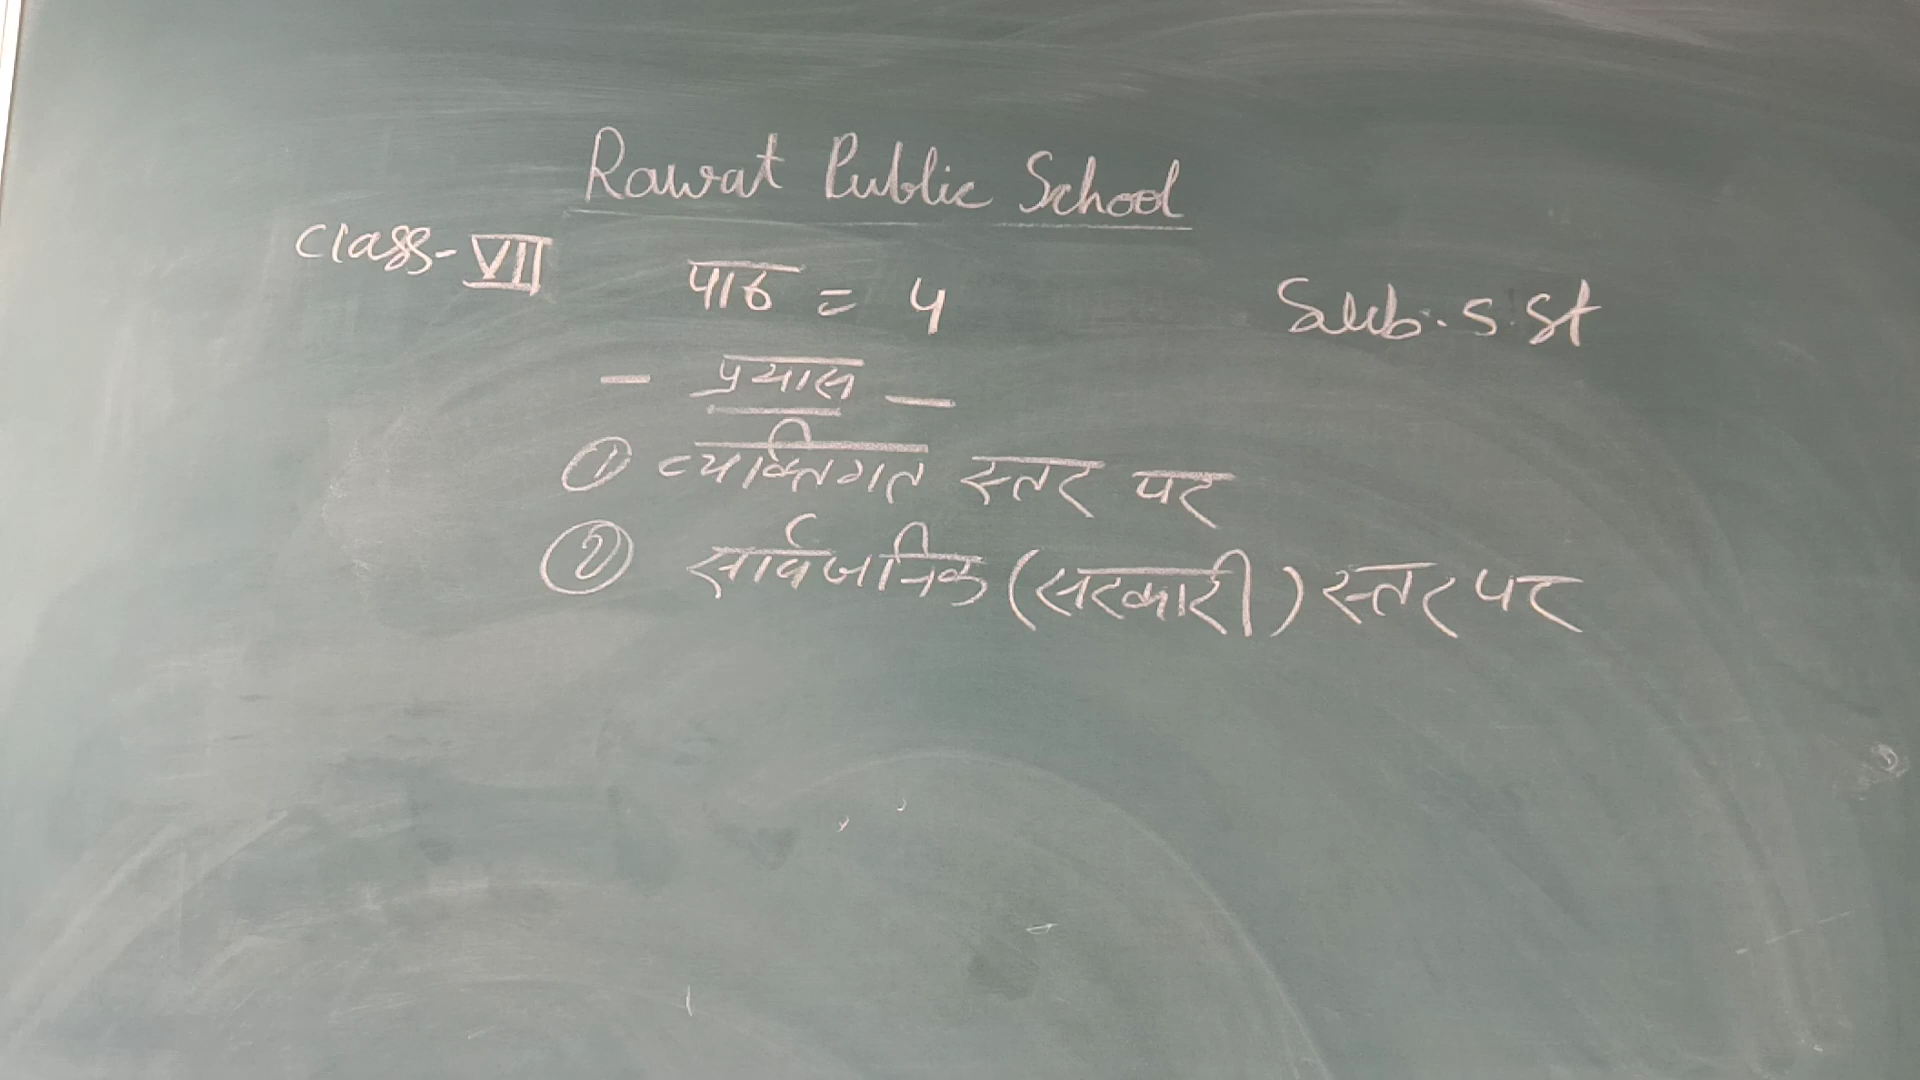 Rawat Public School
Class-VII
पाठ = 4
Sub. S.St
- प्रयास -
① व्यक्तिगत स्तर पर
② सार्वजनिक (सरकारी) स्तर पर